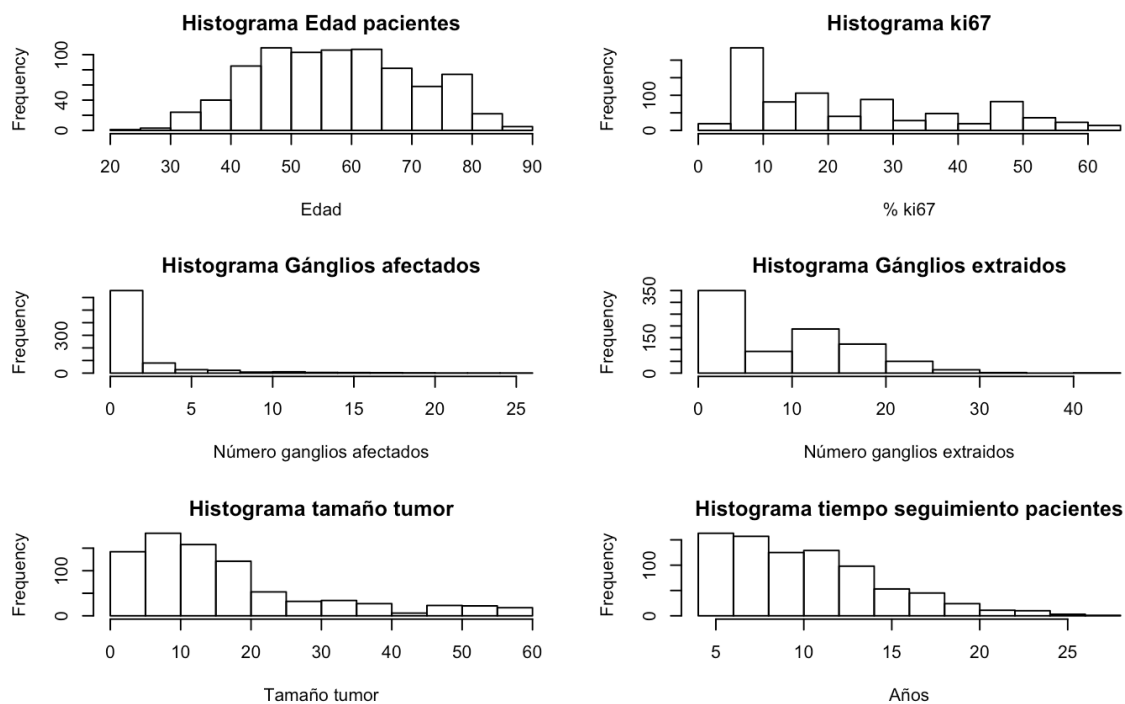 Histograma Edad pacientes
Frequency
0 40 100
20 30 40 50 60 70 80 90
Edad
Histograma ki67
Frequency
0 100
0 10 20 30 40 50 60
% ki67
Histograma Gánglios afectados
Frequency
0 300
0 5 10 15 20 25
Número ganglios afectados
Histograma Gánglios extraidos
Frequency
0 150 350
0 10 20 30 40
Número ganglios extraidos
Histograma tamaño tumor
Frequency
0 100
0 10 20 30 40 50 60
Tamaño tumor
Histograma tiempo seguimiento pacientes
Frequency
0 100
5 10 15 20 25
Años